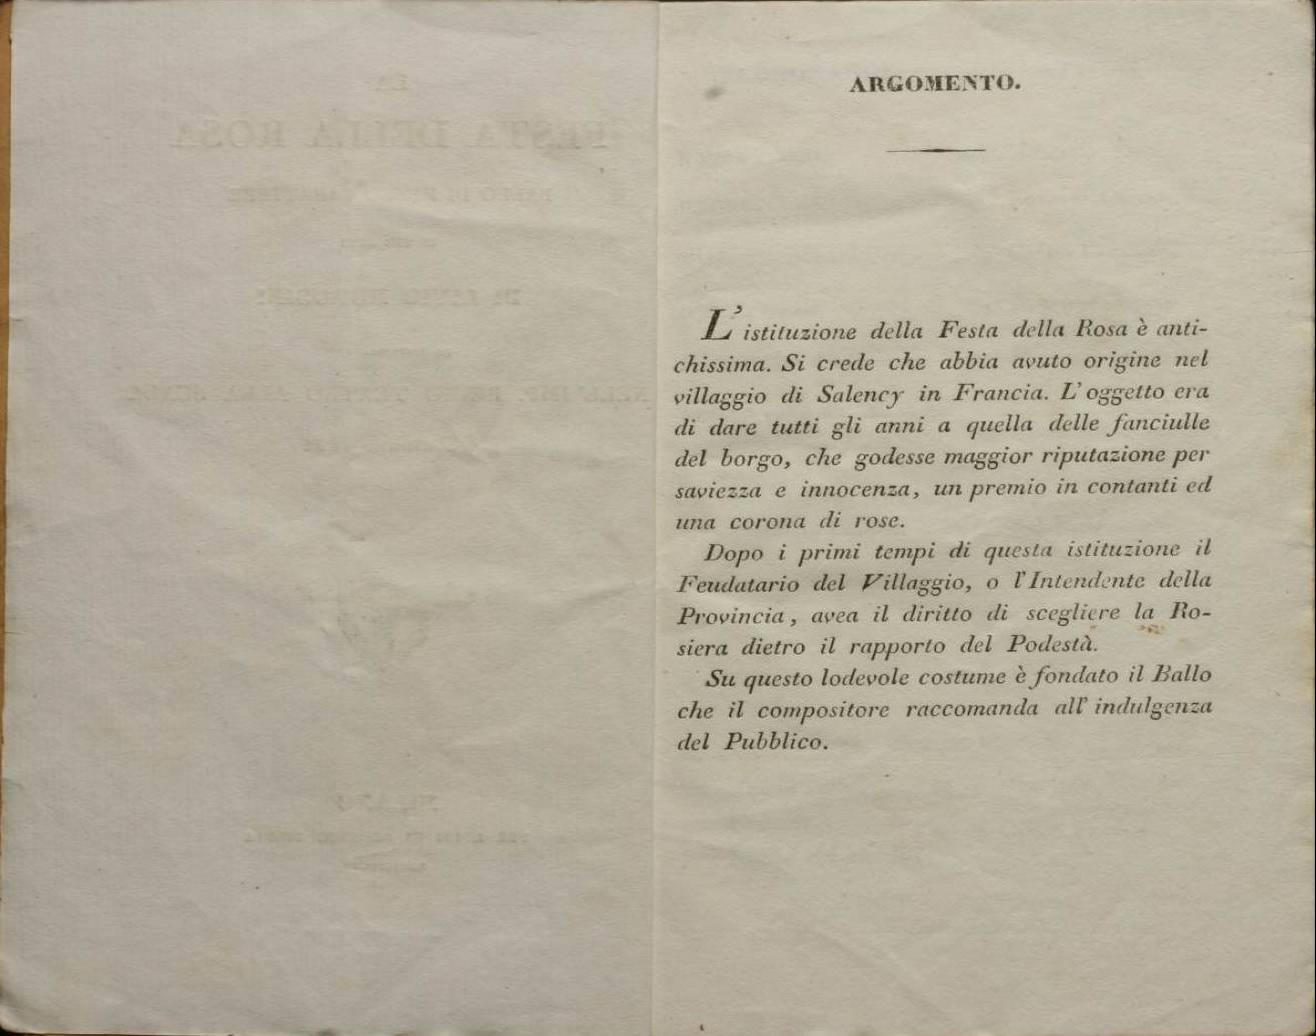 ARGOMENTO.
L'istituzione della Festa della Rosa è anti-
chissima. Si crede che abbia avuto origine nel
villaggio di Salency in Francia. L'oggetto era
di dare tutti gli anni a quella delle fanciulle
del borgo, che godesse maggior riputazione per
saviezza e innocenza, un premio in contanti ed
una corona di rose.
Dopo i primi tempi di questa istituzione il
Feudatario del Villaggio, o l'Intendente della
Provincia, avea il diritto di scegliere la Ro-
siera dietro il rapporto del Podestà.
Su questo lodevole costume è fondato il Ballo
che il compositore raccomanda all'indulgenza
del Pubblico.